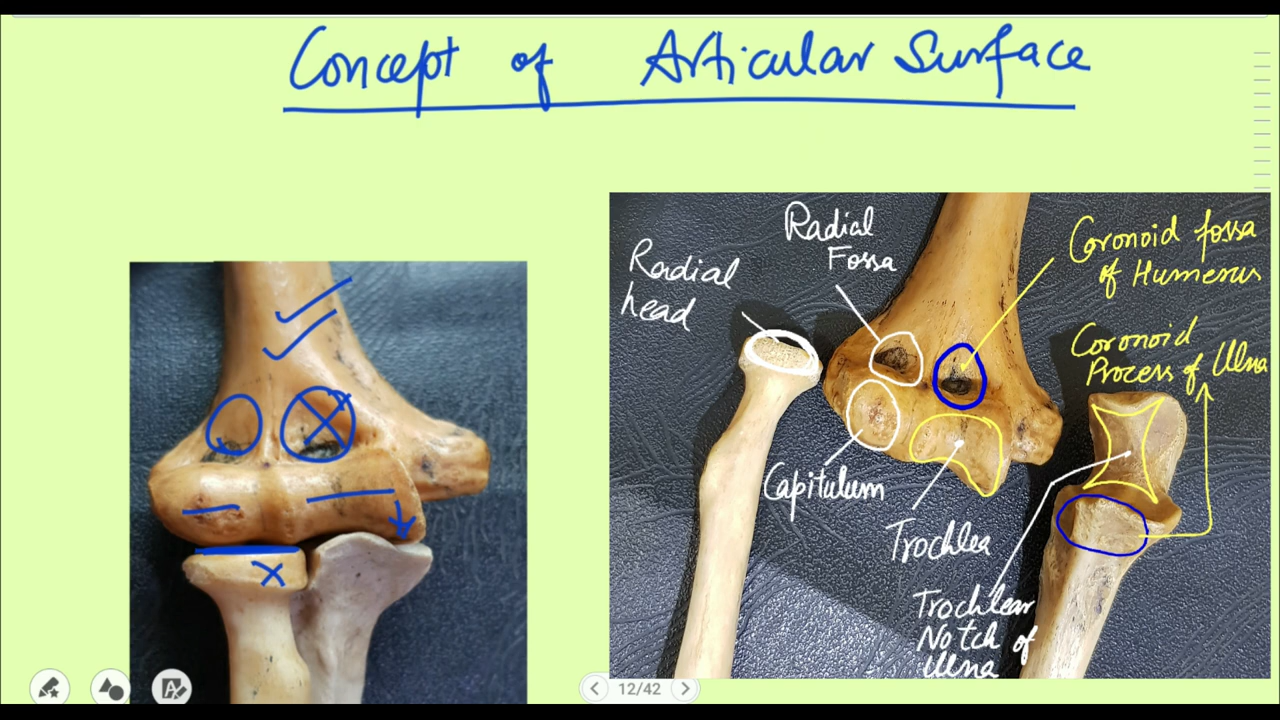 Concept of Articular Surface
Radial
head
Radial
Fossa
Coronoid fossa
of Humerus
Coronoid
Process of Ulna
Capitulum
Trochlea
Trochlear
Notch of
Ulna
12/42